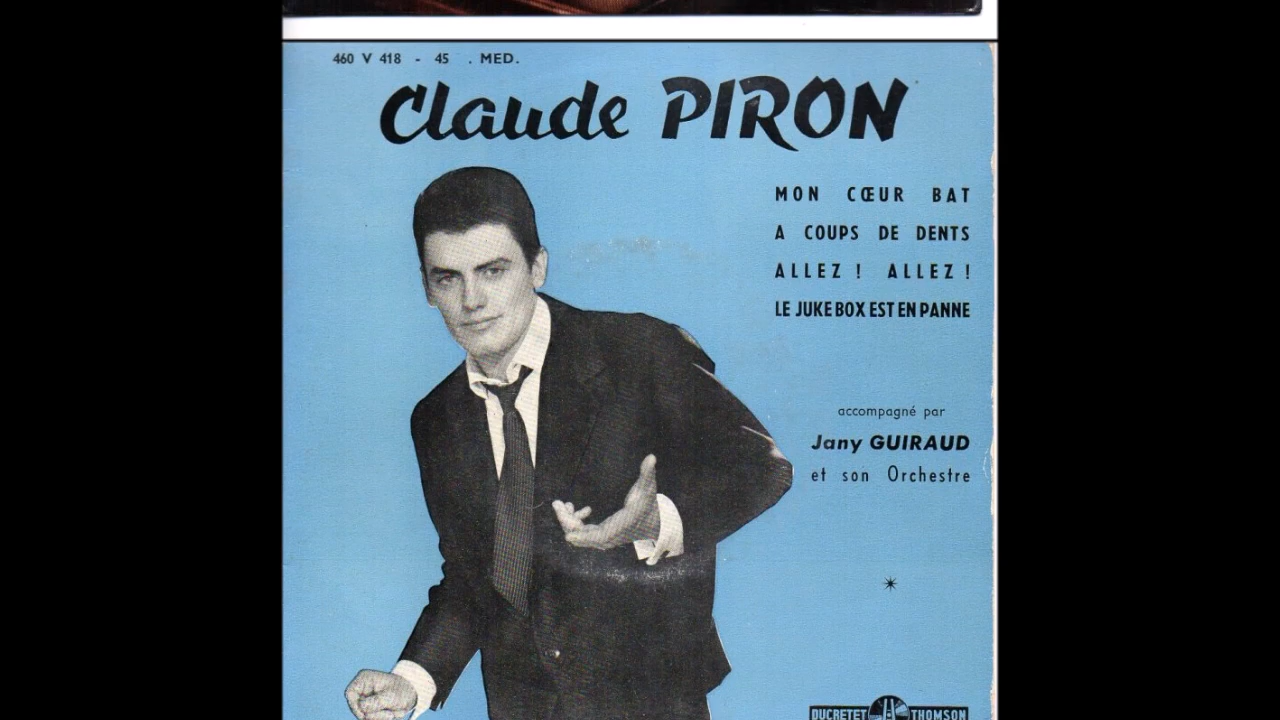 460 V 418 - 45 . MED.
Claude PIRON
MON CŒUR BAT
A COUPS DE DENTS
ALLEZ ! ALLEZ !
LE JUKE BOX EST EN PANNE
accompagné par
Jany GUIRAUD
et son Orchestre
DUCRETET THOMSON